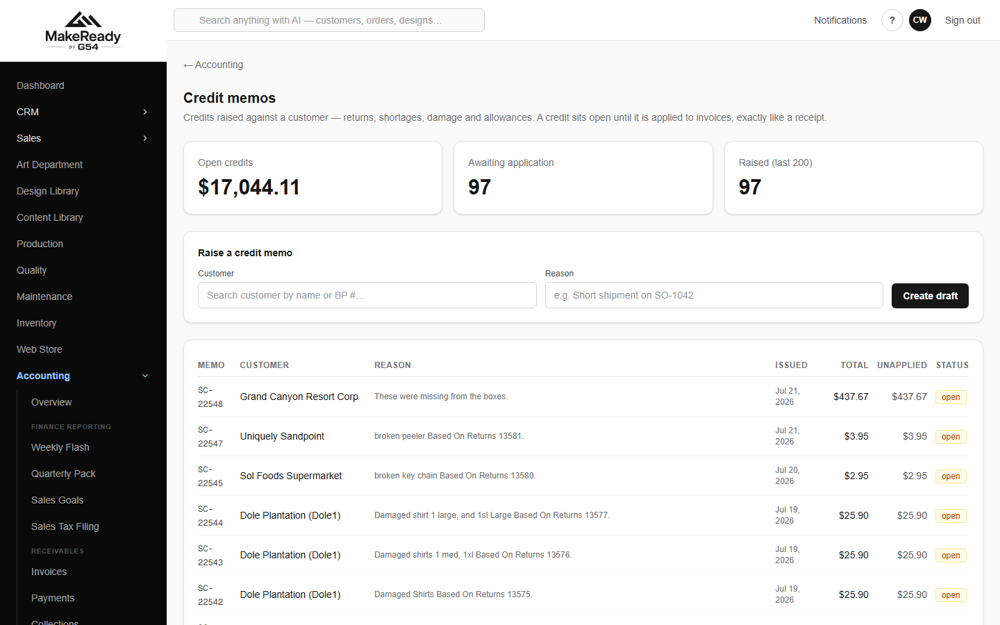 MakeReady
BY G54
Search anything with AI — customers, orders, designs...
Notifications
?
CW
Sign out
Dashboard
CRM
Sales
Art Department
Design Library
Content Library
Production
Quality
Maintenance
Inventory
Web Store
Accounting
Overview
FINANCE REPORTING
Weekly Flash
Quarterly Pack
Sales Goals
Sales Tax Filing
RECEIVABLES
Invoices
Payments
Collections
← Accounting
Credit memos
Credits raised against a customer — returns, shortages, damage and allowances. A credit sits open until it is applied to invoices, exactly like a receipt.
Open credits
$17,044.11
Awaiting application
97
Raised (last 200)
97
Raise a credit memo
Customer
Search customer by name or BP #...
Reason
e.g. Short shipment on SO-1042
Create draft
MEMO CUSTOMER REASON ISSUED TOTAL UNAPPLIED STATUS
SC-22548 Grand Canyon Resort Corp These were missing from the boxes. Jul 21, 2026 $437.67 $437.67 open
SC-22547 Uniquely Sandpoint broken peeler Based On Returns 13581. Jul 21, 2026 $3.95 $3.95 open
SC-22545 Sol Foods Supermarket broken key chain Based On Returns 13580. Jul 20, 2026 $2.95 $2.95 open
SC-22544 Dole Plantation (Dole1) Damaged shirt 1 large, and 1sl Large Based On Returns 13577. Jul 19, 2026 $25.90 $25.90 open
SC-22543 Dole Plantation (Dole1) Damaged shirts 1 med, 1xl Based On Returns 13576. Jul 19, 2026 $25.90 $25.90 open
SC-22542 Dole Plantation (Dole1) Damaged Shirts Based On Returns 13575. Jul 19, 2026 $25.90 $25.90 open